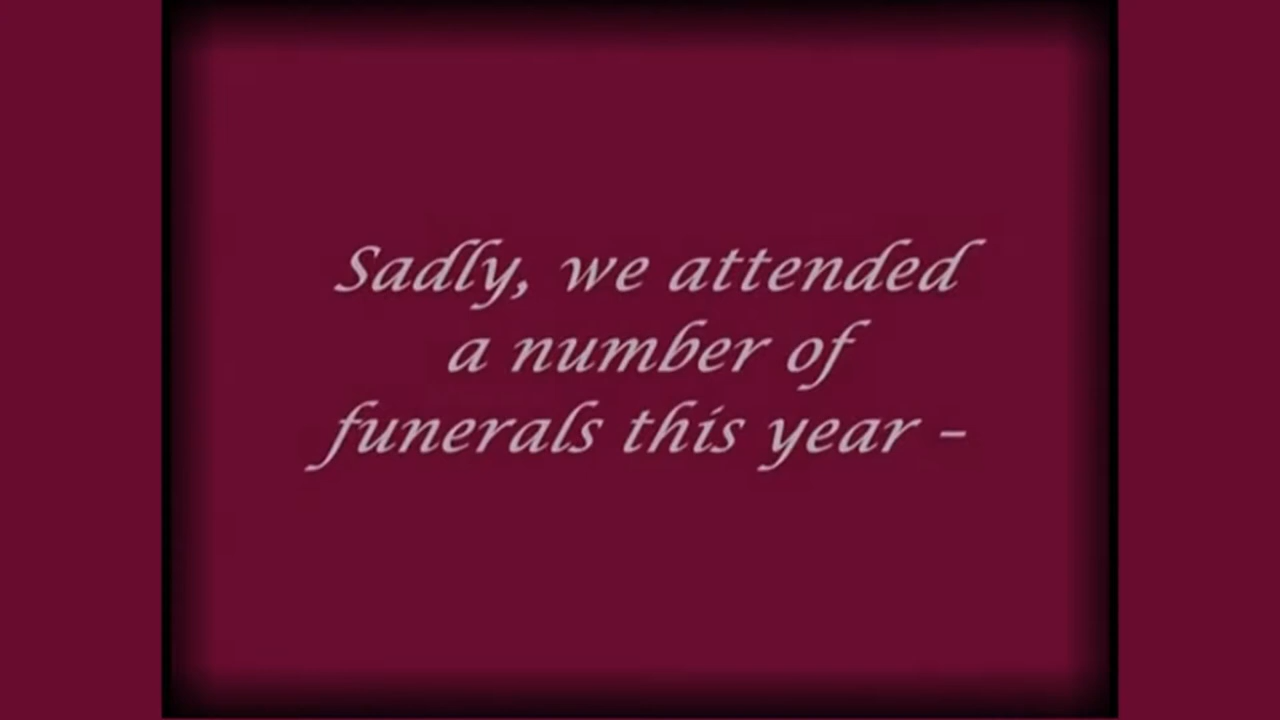 Sadly, we attended
a number of
funerals this year –